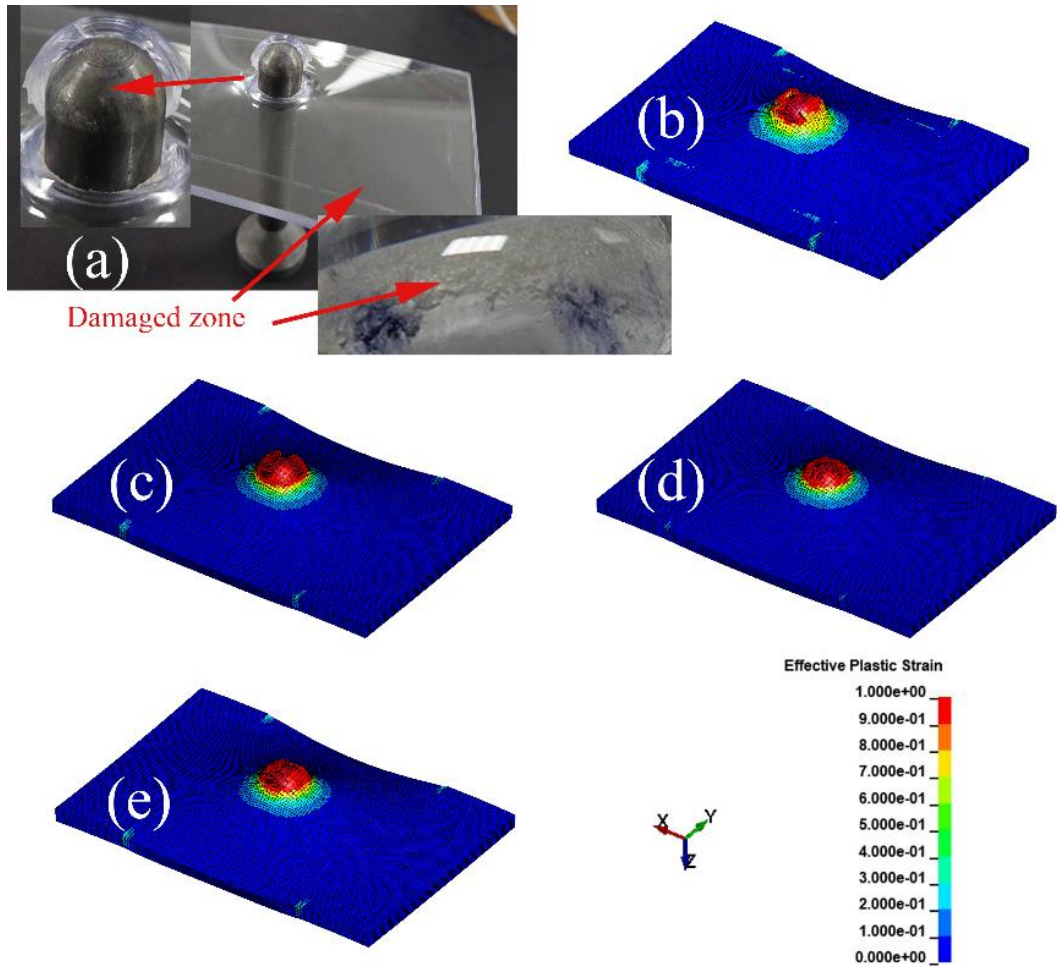 (a)
Damaged zone
(b)
(c)
(d)
(e)
Effective Plastic Strain
1.000e+00
9.000e-01
8.000e-01
7.000e-01
6.000e-01
5.000e-01
4.000e-01
3.000e-01
2.000e-01
1.000e-01
0.000e+00
X
Y
Z